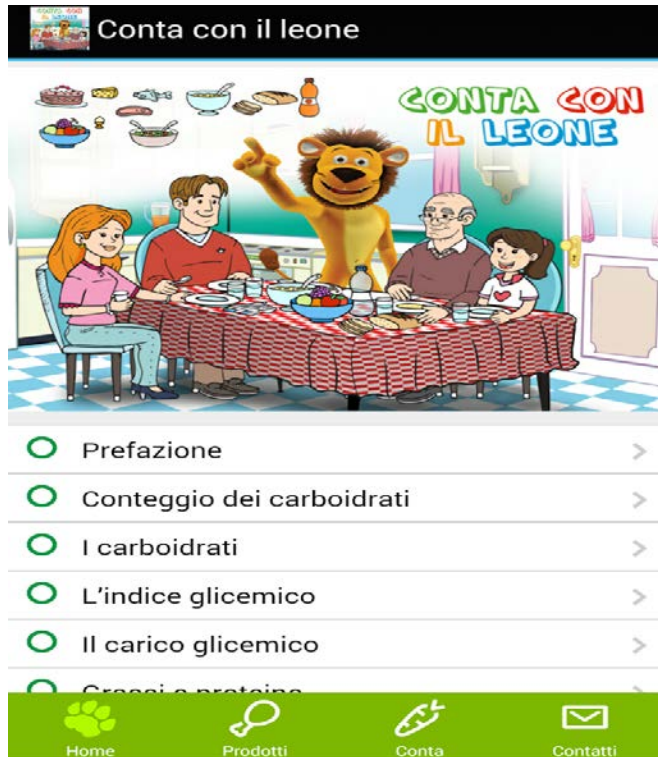 Conta con il leone
CONTA CON
IL LEONE
Prefazione
Conteggio dei carboidrati
I carboidrati
L'indice glicemico
Il carico glicemico
Home
Prodotti
Conta
Contatti